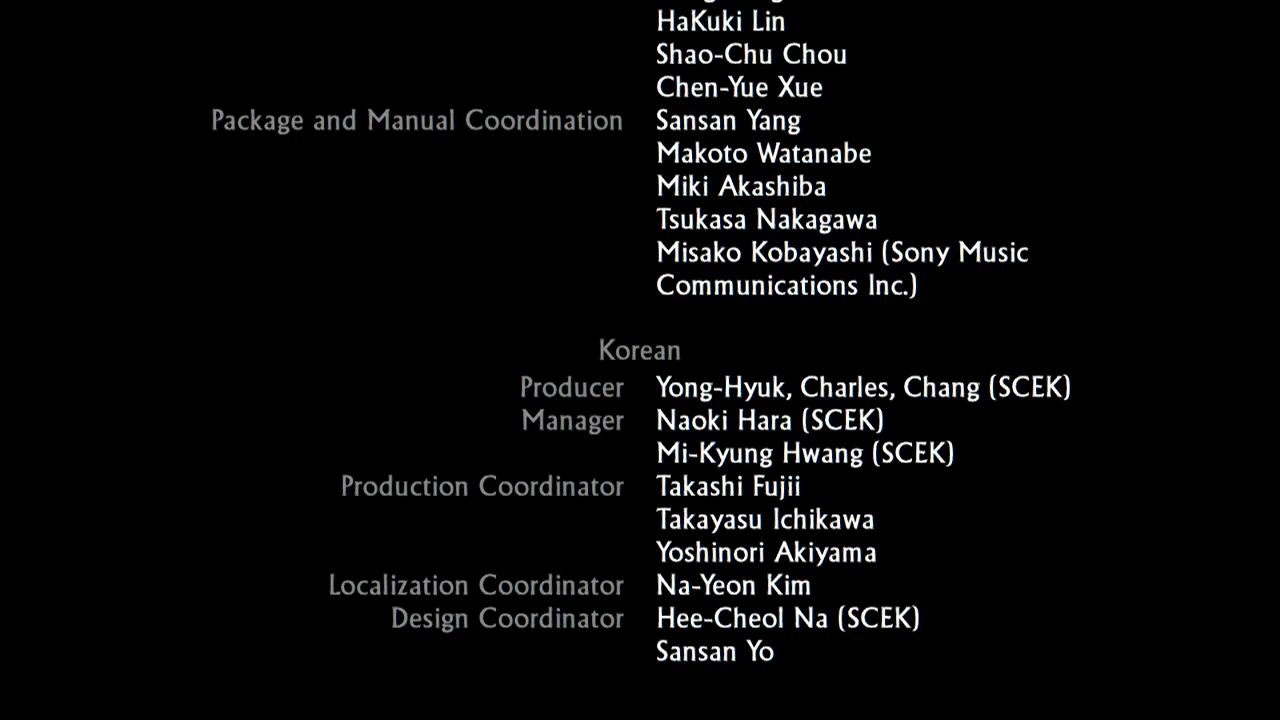 HaKuki Lin
Shao-Chu Chou
Chen-Yue Xue
Package and Manual Coordination Sansan Yang
Makoto Watanabe
Miki Akashiba
Tsukasa Nakagawa
Misako Kobayashi (Sony Music
Communications Inc.)
Korean
Producer Yong-Hyuk, Charles, Chang (SCEK)
Manager Naoki Hara (SCEK)
Mi-Kyung Hwang (SCEK)
Production Coordinator Takashi Fujii
Takayasu Ichikawa
Yoshinori Akiyama
Localization Coordinator Na-Yeon Kim
Design Coordinator Hee-Cheol Na (SCEK)
Sansan Yo